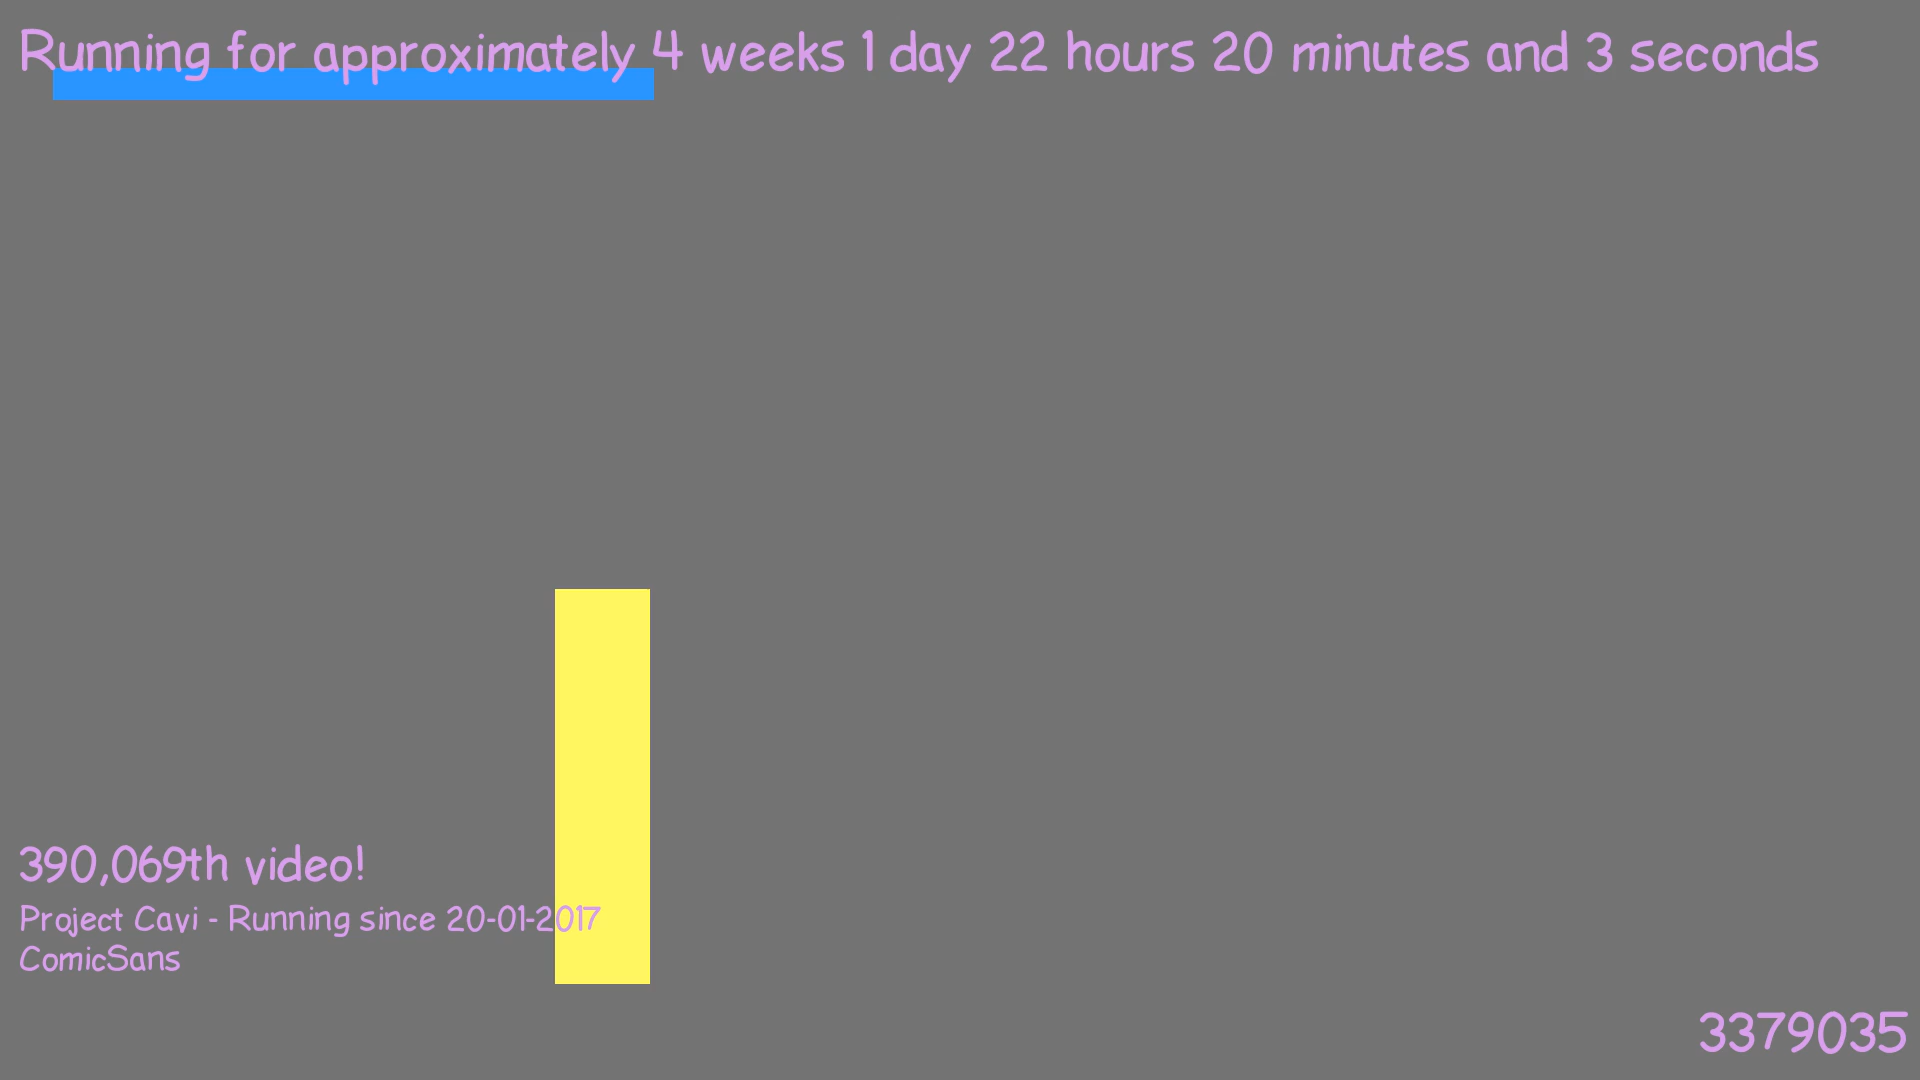 Running for approximately 4 weeks 1 day 22 hours 20 minutes and 3 seconds
390,069th video!
Project Cavi - Running since 20-01-2017
ComicSans
3379035